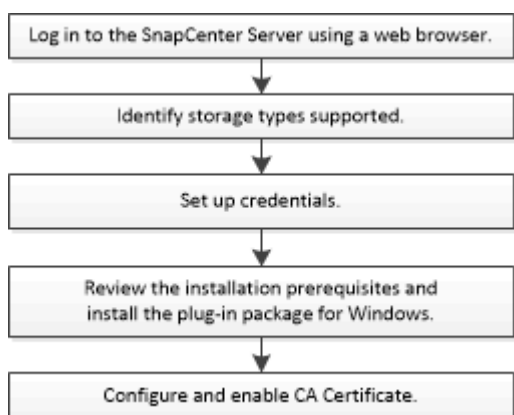 Log in to the SnapCenter Server using a web browser.
Identify storage types supported.
Set up credentials.
Review the installation prerequisites and
install the plug-in package for Windows.
Configure and enable CA Certificate.